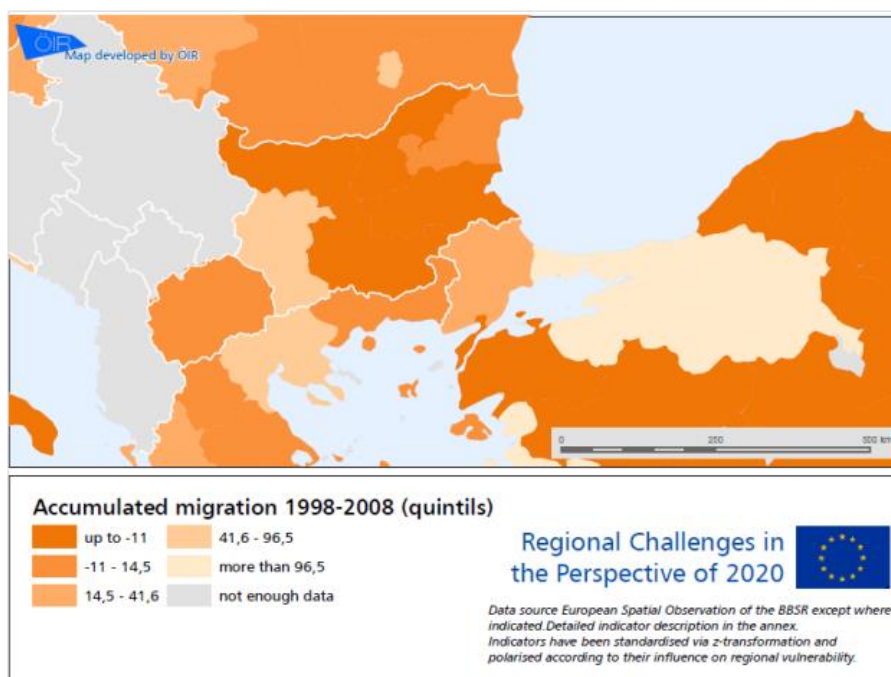 ÖIR
Map developed by ÖIR
0 250 500 km
Accumulated migration 1998-2008 (quintils)
up to -11
-11 - 14,5
14,5 - 41,6
41,6 - 96,5
more than 96,5
not enough data
Regional Challenges in
the Perspective of 2020
Data source European Spatial Observation of the BBSR except where
indicated.Detailed indicator description in the annex.
Indicators have been standardised via z-transformation and
polarised according to their influence on regional vulnerability.